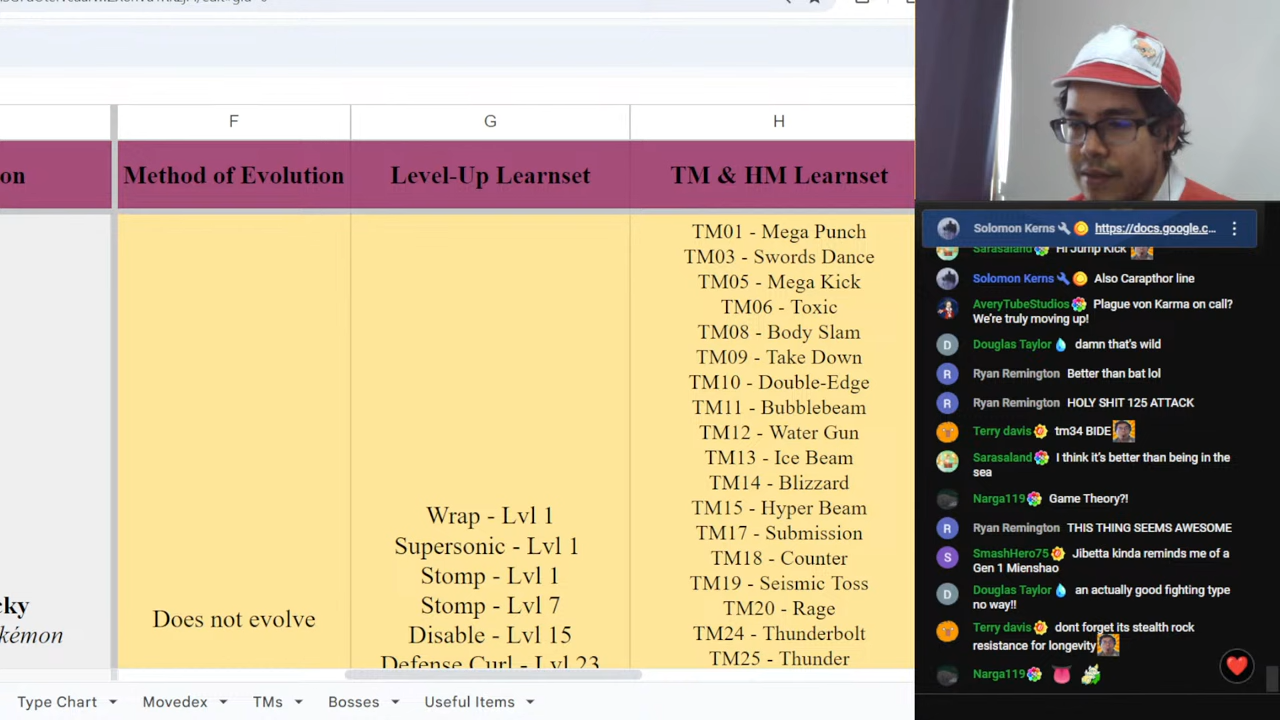 F
G
H
on
Method of Evolution
Level-Up Learnset
TM & HM Learnset
TM01 - Mega Punch
TM03 - Swords Dance
TM05 - Mega Kick
TM06 - Toxic
TM08 - Body Slam
TM09 - Take Down
TM10 - Double-Edge
TM11 - Bubblebeam
TM12 - Water Gun
TM13 - Ice Beam
TM14 - Blizzard
TM15 - Hyper Beam
TM17 - Submission
TM18 - Counter
TM19 - Seismic Toss
TM20 - Rage
TM24 - Thunderbolt
TM25 - Thunder
Wrap - Lvl 1
Supersonic - Lvl 1
Stomp - Lvl 1
Stomp - Lvl 7
Disable - Lvl 15
Defense Curl - Lvl 23
cky
kémon
Does not evolve
Type Chart
Movedex
TMs
Bosses
Useful Items
Solomon Kerns https://docs.google.c...
Sarasaland Hi Jump Kick
Solomon Kerns Also Carapthor line
AveryTubeStudios Plague von Karma on call?
We're truly moving up!
Douglas Taylor damn that's wild
Ryan Remington Better than bat lol
Ryan Remington HOLY SHIT 125 ATTACK
Terry davis tm34 BIDE
Sarasaland I think it's better than being in the
sea
Narga119 Game Theory?!
Ryan Remington THIS THING SEEMS AWESOME
SmashHero75 Jibetta kinda reminds me of a
Gen 1 Mienshao
Douglas Taylor an actually good fighting type
no way!!
Terry davis dont forget its stealth rock
resistance for longevity
Narga119